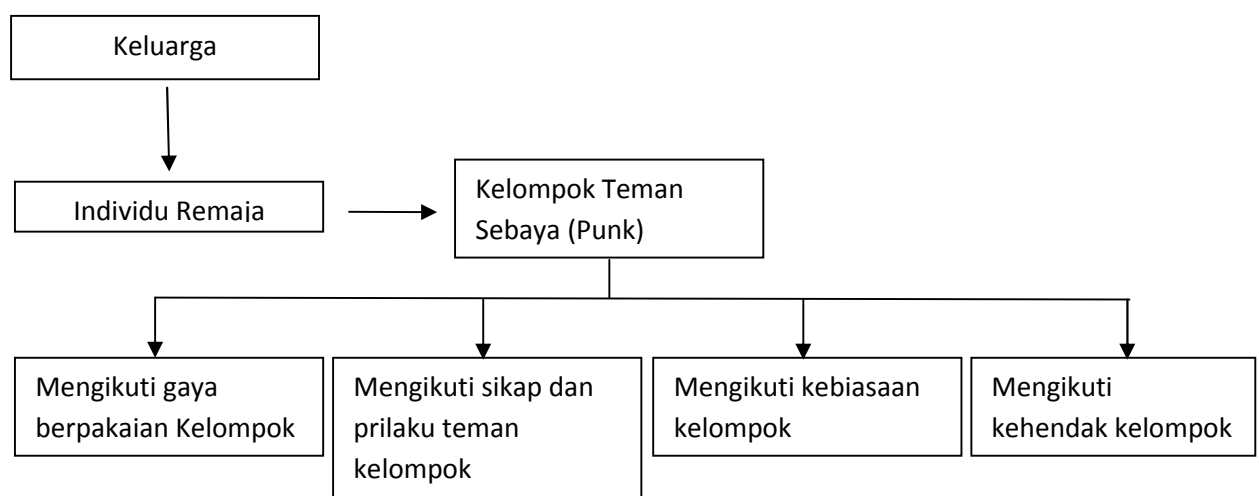 Keluarga
Individu Remaja
Kelompok Teman
Sebaya (Punk)
Mengikuti gaya
berpakaian Kelompok
Mengikuti sikap dan
prilaku teman
kelompok
Mengikuti kebiasaan
kelompok
Mengikuti
kehendak kelompok